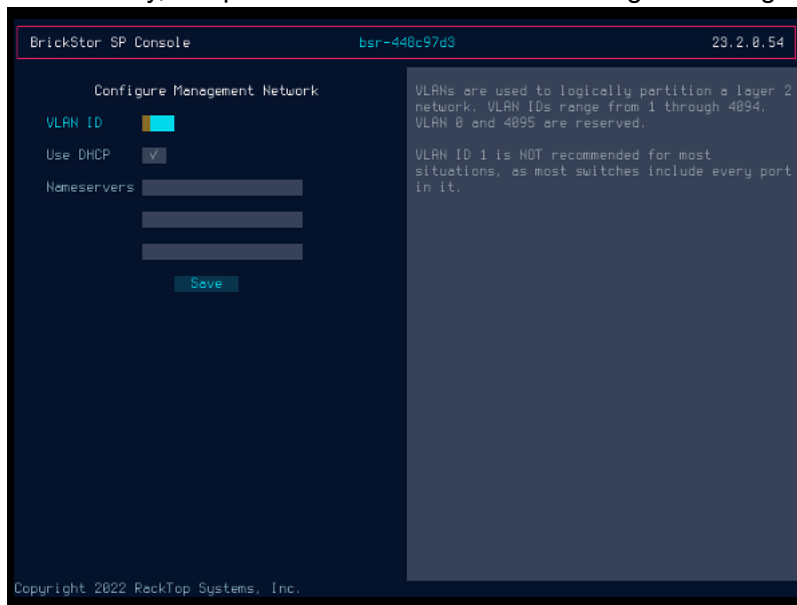 BrickStor SP Console bsr-448c97d3 23.2.0.54
Configure Management Network
VLAN ID
Use DHCP ✓
Nameservers
Save
VLANs are used to logically partition a layer 2
network. VLAN IDs range from 1 through 4094.
VLAN 0 and 4095 are reserved.
VLAN ID 1 is NOT recommended for most
situations, as most switches include every port
in it.
Copyright 2022 RackTop Systems, Inc.